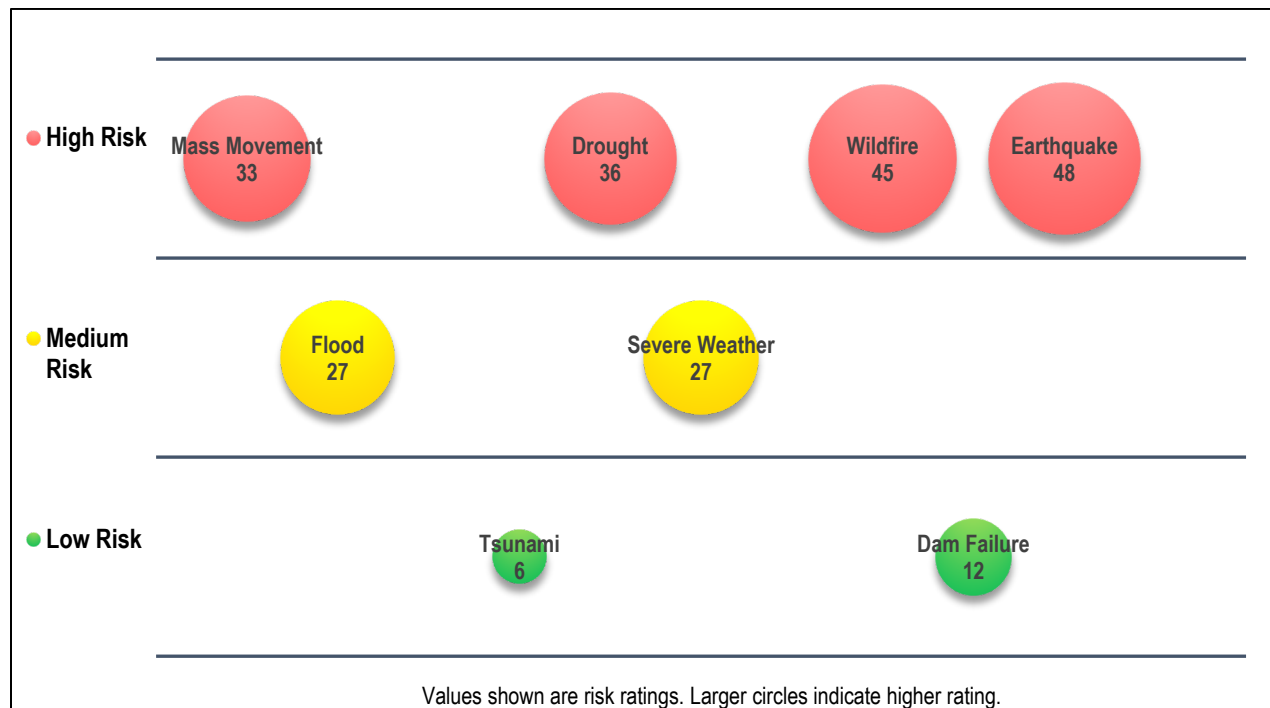 High Risk
Mass Movement
33
Drought
36
Wildfire
45
Earthquake
48
Medium
Risk
Flood
27
Severe Weather
27
Low Risk
Tsunami
6
Dam Failure
12
Values shown are risk ratings. Larger circles indicate higher rating.